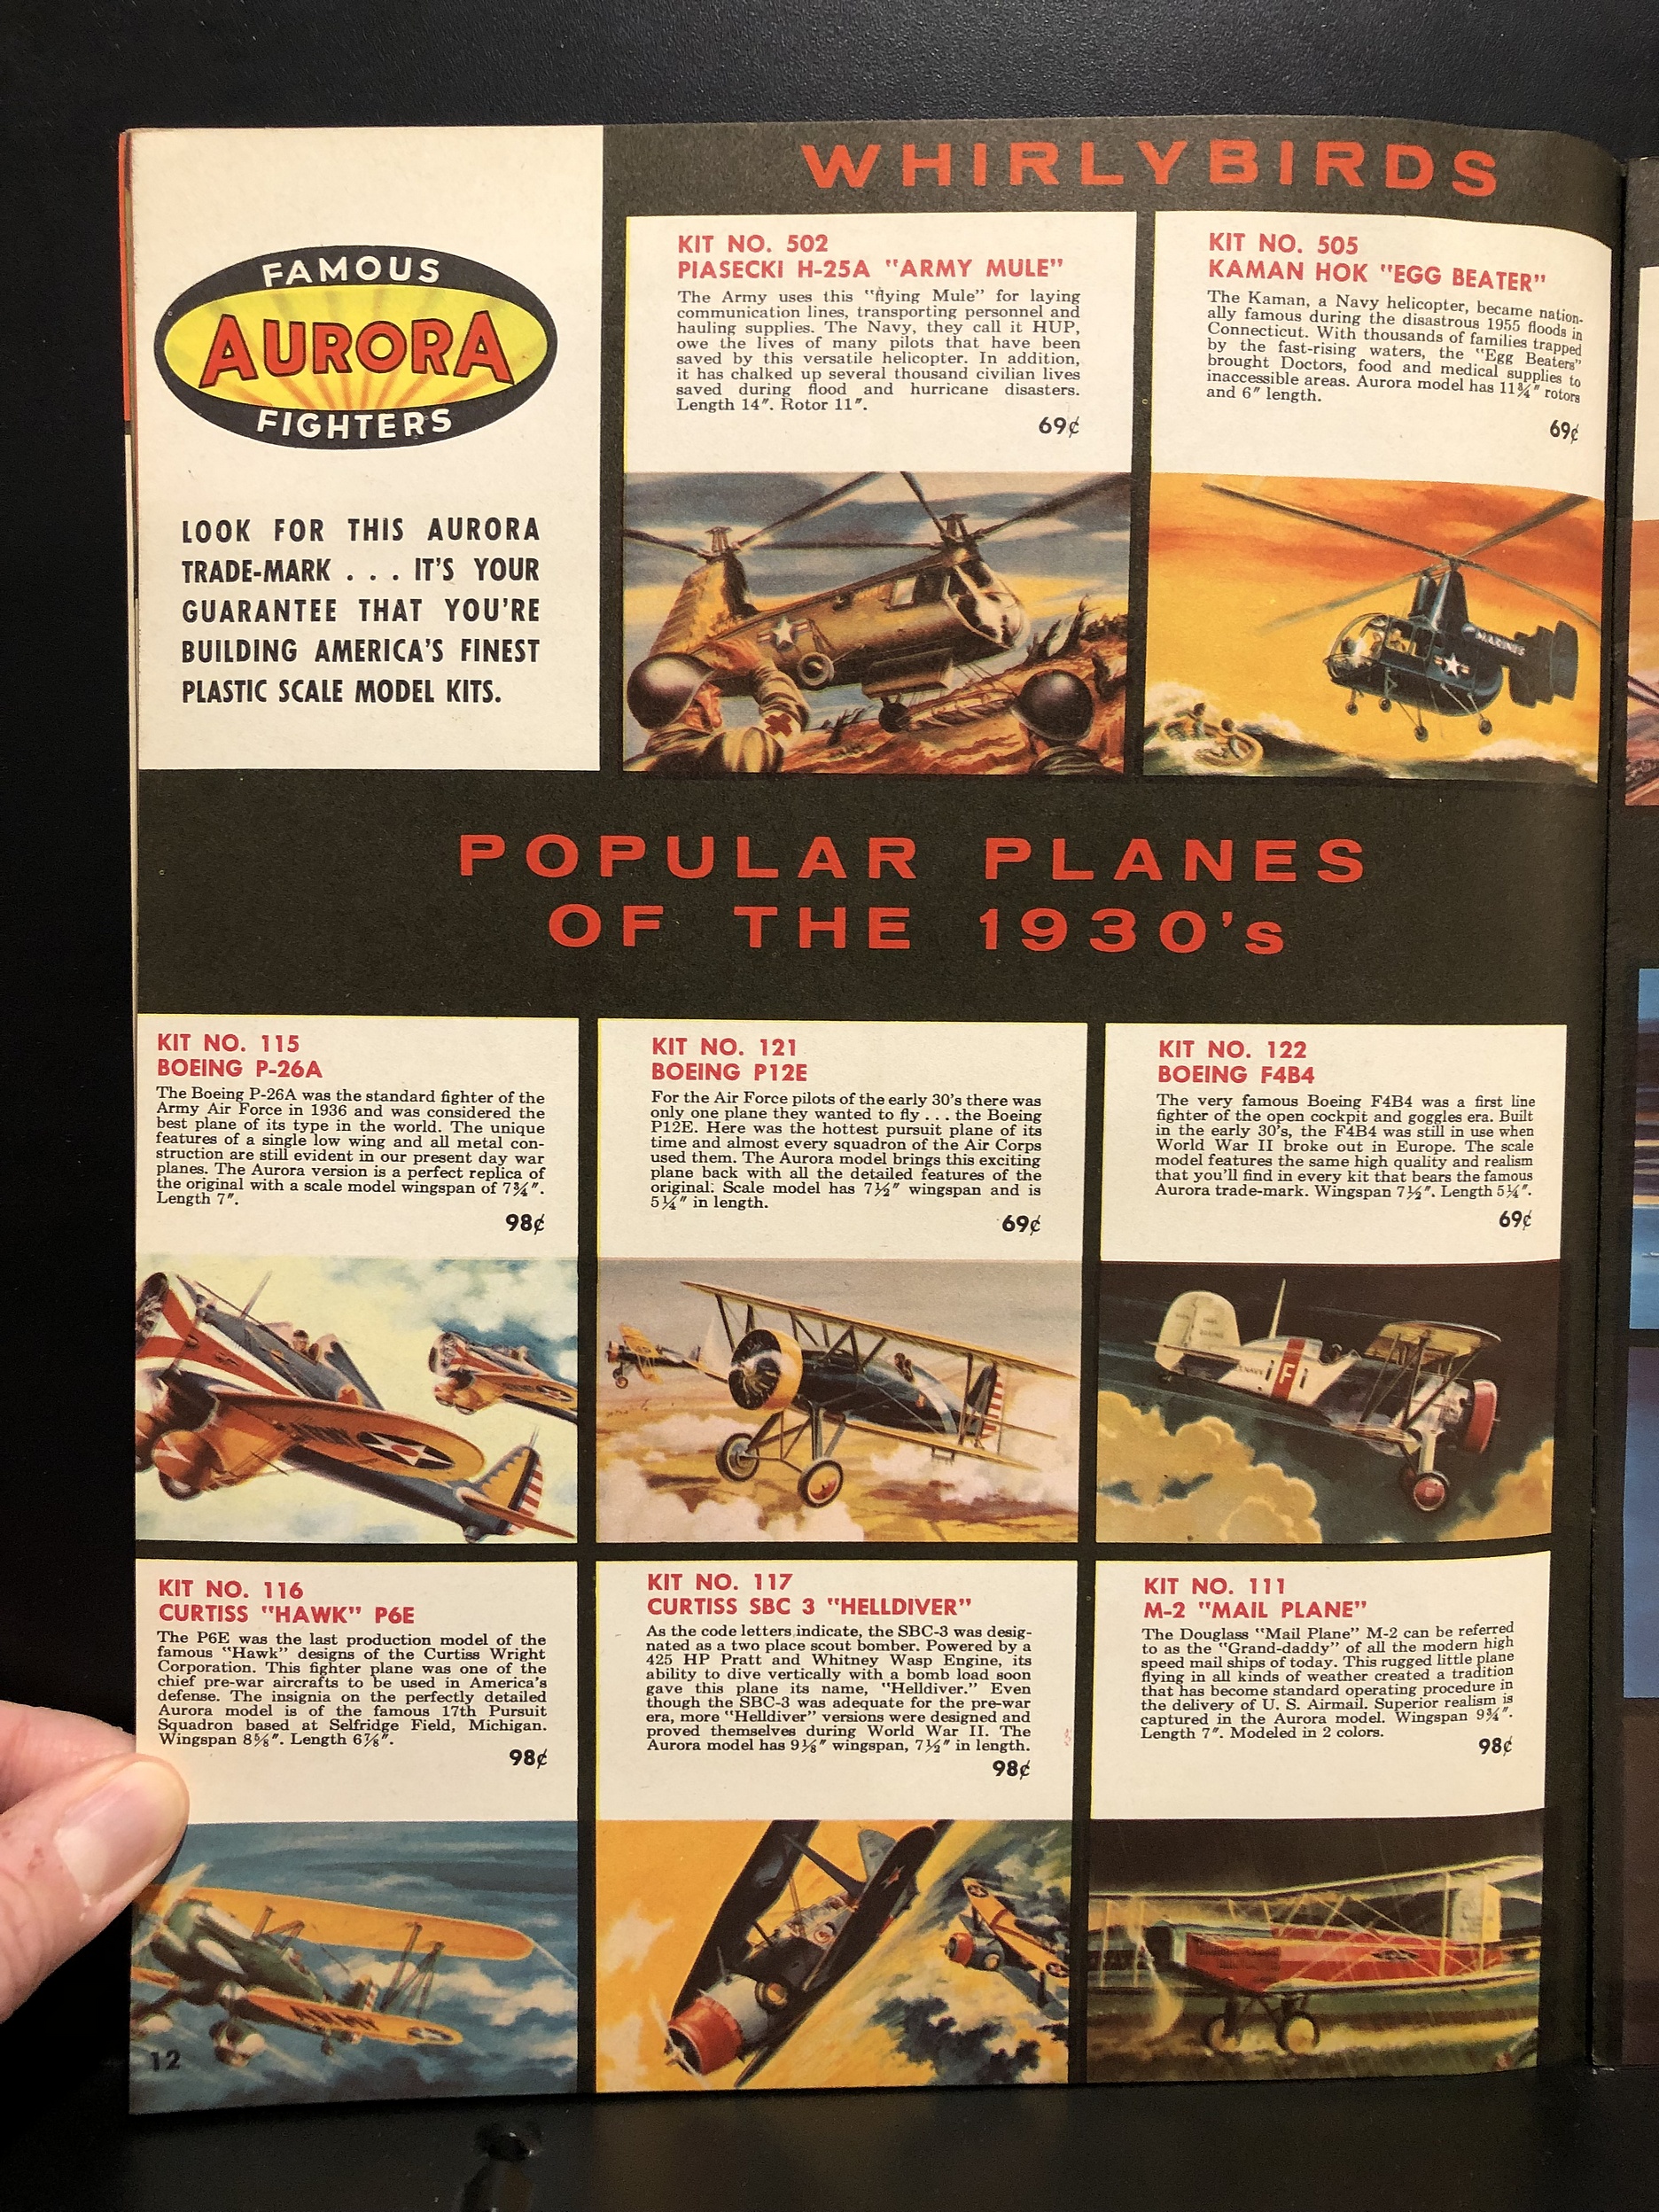 FAMOUS
AURORA
FIGHTERS
LOOK FOR THIS AURORA
TRADE-MARK . . . IT'S YOUR
GUARANTEE THAT YOU'RE
BUILDING AMERICA'S FINEST
PLASTIC SCALE MODEL KITS.
WHIRLYBIRDS
KIT NO. 502
PIASECKI H-25A "ARMY MULE"
The Army uses this "flying Mule" for laying
communication lines, transporting personnel and
hauling supplies. The Navy, they call it HUP,
owe the lives of many pilots that have been
saved by this versatile helicopter. In addition,
it has chalked up several thousand civilian lives
saved during flood and hurricane disasters.
Length 14". Rotor 11".
69¢
KIT NO. 505
KAMAN HOK "EGG BEATER"
The Kaman, a Navy helicopter, became nation-
ally famous during the disastrous 1955 floods in
Connecticut. With thousands of families trapped
by the fast-rising waters, the "Egg Beaters"
brought Doctors, food and medical supplies to
inaccessible areas. Aurora model has 11¾" rotors
and 6" length.
69¢
MARINES
POPULAR PLANES
OF THE 1930's
KIT NO. 115
BOEING P-26A
The Boeing P-26A was the standard fighter of the
Army Air Force in 1936 and was considered the
best plane of its type in the world. The unique
features of a single low wing and all metal con-
struction are still evident in our present day war
planes. The Aurora version is a perfect replica of
the original with a scale model wingspan of 7¾".
Length 7".
98¢
KIT NO. 121
BOEING P12E
For the Air Force pilots of the early 30's there was
only one plane they wanted to fly . . . the Boeing
P12E. Here was the hottest pursuit plane of its
time and almost every squadron of the Air Corps
used them. The Aurora model brings this exciting
plane back with all the detailed features of the
original. Scale model has 7½" wingspan and is
5¼" in length.
69¢
KIT NO. 122
BOEING F4B4
The very famous Boeing F4B4 was a first line
fighter of the open cockpit and goggles era. Built
in the early 30's, the F4B4 was still in use when
World War II broke out in Europe. The scale
model features the same high quality and realism
that you'll find in every kit that bears the famous
Aurora trade-mark. Wingspan 7½". Length 5¼".
69¢
F
KIT NO. 116
CURTISS "HAWK" P6E
The P6E was the last production model of the
famous "Hawk" designs of the Curtiss Wright
Corporation. This fighter plane was one of the
chief pre-war aircrafts to be used in America's
defense. The insignia on the perfectly detailed
Aurora model is of the famous 17th Pursuit
Squadron based at Selfridge Field, Michigan.
Wingspan 8⅝". Length 6⅞".
98¢
ARMY
KIT NO. 117
CURTISS SBC 3 "HELLDIVER"
As the code letters indicate, the SBC-3 was desig-
nated as a two place scout bomber. Powered by a
425 HP Pratt and Whitney Wasp Engine, its
ability to dive vertically with a bomb load soon
gave this plane its name, "Helldiver." Even
though the SBC-3 was adequate for the pre-war
era, more "Helldiver" versions were designed and
proved themselves during World War II. The
Aurora model has 9⅛" wingspan, 7½" in length.
98¢
KIT NO. 111
M-2 "MAIL PLANE"
The Douglass "Mail Plane" M-2 can be referred
to as the "Grand-daddy" of all the modern high
speed mail ships of today. This rugged little plane
flying in all kinds of weather created a tradition
that has become standard operating procedure in
the delivery of U. S. Airmail. Superior realism is
captured in the Aurora model. Wingspan 9¾".
Length 7". Modeled in 2 colors.
98¢
12